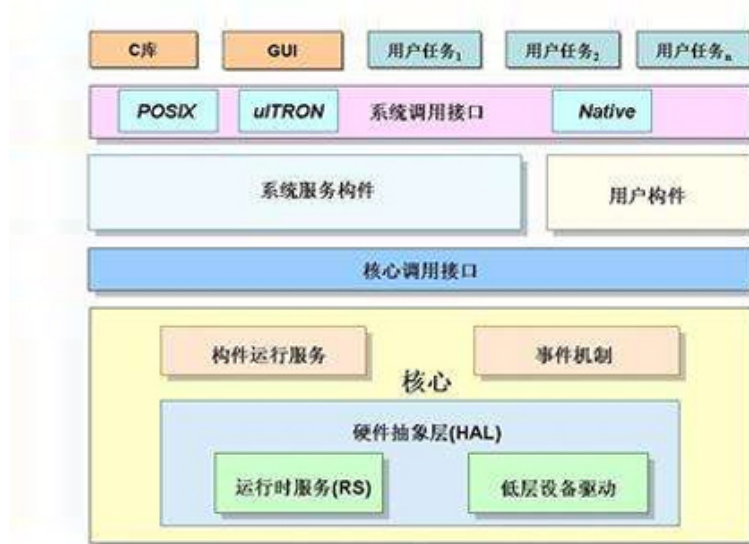 C库 GUI 用户任务1 用户任务2 用户任务n
POSIX uITRON 系统调用接口 Native
系统服务构件 用户构件
核心调用接口
构件运行服务 事件机制
核心
硬件抽象层(HAL)
运行时服务(RS) 低层设备驱动